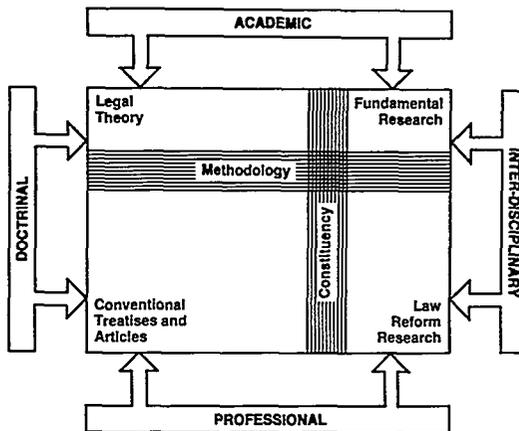 ACADEMIC
Legal
Theory
Fundamental
Research
Methodology
DOCTRINAL
INTER-DISCIPLINARY
Constituency
Conventional
Treatises and
Articles
Law
Reform
Research
PROFESSIONAL